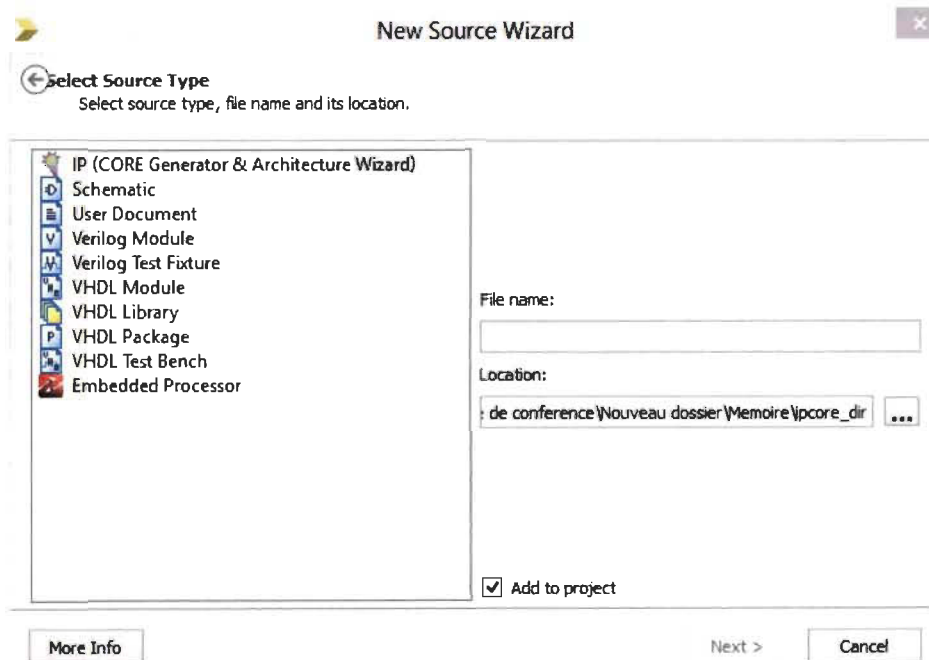 New Source Wizard
Select Source Type
Select source type, file name and its location.
IP (CORE Generator & Architecture Wizard)
Schematic
User Document
Verilog Module
Verilog Test Fixture
VHDL Module
VHDL Library
VHDL Package
VHDL Test Bench
Embedded Processor
File name:
Location:
: de conference\Nouveau dossier\Memoire\ipcore_dir
...
Add to project
More Info
Next >
Cancel